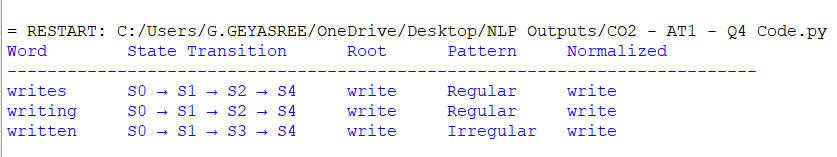 = RESTART: C:/Users/G.GEYASREE/OneDrive/Desktop/NLP Outputs/CO2 - AT1 - Q4 Code.py
Word State Transition Root Pattern Normalized
---------------------------------------------------------------------------
writes S0 → S1 → S2 → S4 write Regular write
writing S0 → S1 → S2 → S4 write Regular write
written S0 → S1 → S3 → S4 write Irregular write